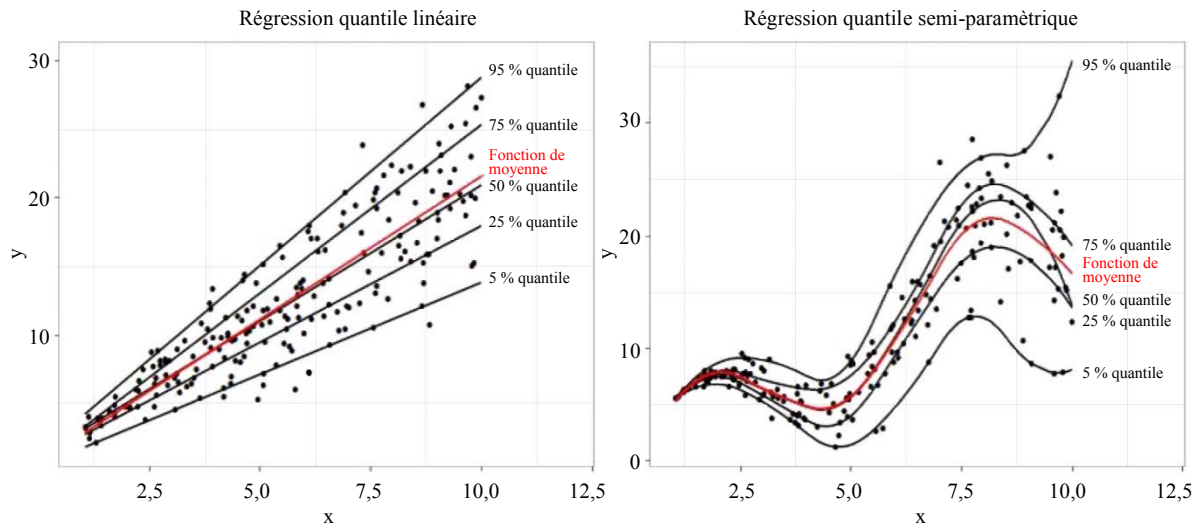 Régression quantile linéaire
30
20
10
y
95 % quantile
75 % quantile
Fonction de
moyenne
50 % quantile
25 % quantile
5 % quantile
2,5
5,0
7,5
10,0
12,5
x
Régression quantile semi-paramètrique
30
20
10
0
y
95 % quantile
75 % quantile
Fonction de
moyenne
50 % quantile
25 % quantile
5 % quantile
2,5
5,0
7,5
10,0
12,5
x